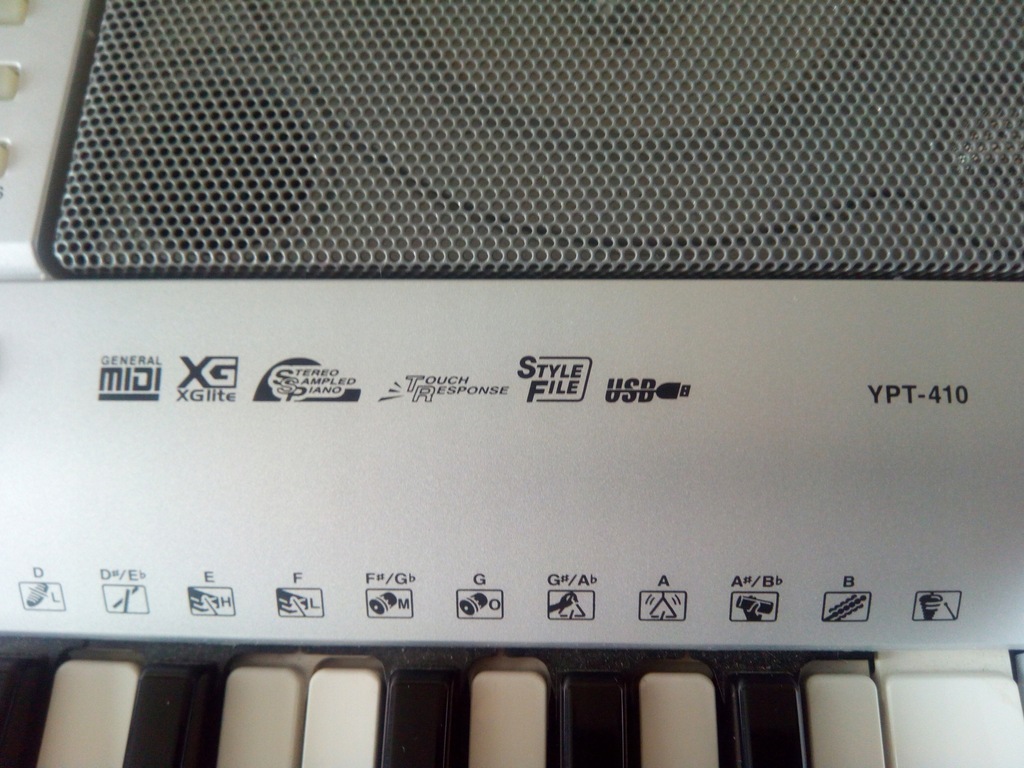 GENERAL
MIDI
XG
XGlite
STEREO
SAMPLED
PIANO
TOUCH
RESPONSE
STYLE
FILE
USB
YPT-410
D D♯/E♭ E F F♯/G♭ G G♯/A♭ A A♯/B♭ B
L H L M O